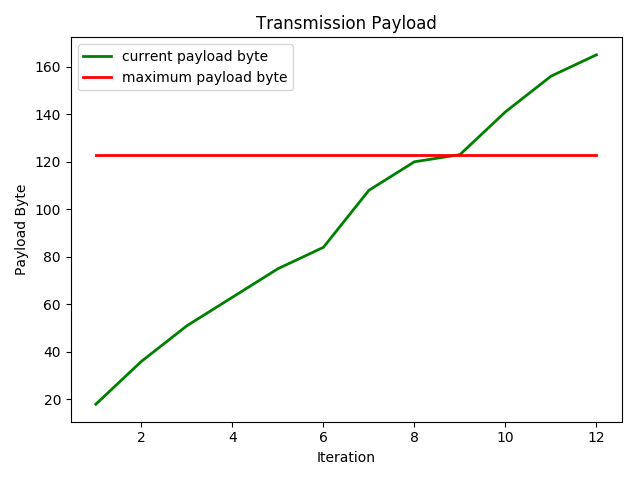 Transmission Payload
current payload byte
maximum payload byte
Payload Byte
160
140
120
100
80
60
40
20
2 4 6 8 10 12
Iteration